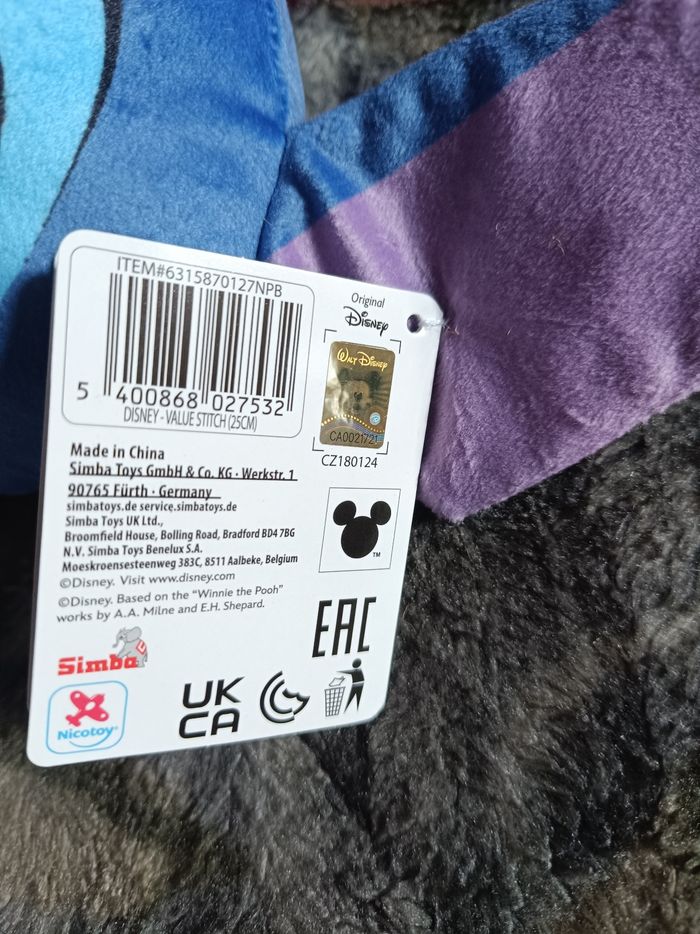 ITEM#6315870127NPB
5 400868 027532
DISNEY - VALUE STITCH (25CM)
Original
Disney
WALT DISNEY
CA0021721
CZ180124
Made in China
Simba Toys GmbH & Co. KG · Werkstr. 1
90765 Fürth · Germany
simbatoys.de service.simbatoys.de
Simba Toys UK Ltd.,
Broomfield House, Bolling Road, Bradford BD4 7BG
N.V. Simba Toys Benelux S.A.
Moeskroensesteenweg 383C, 8511 Aalbeke, Belgium
©Disney. Visit www.disney.com
©Disney. Based on the "Winnie the Pooh"
works by A.A. Milne and E.H. Shepard.
TM
EAC
Simba
Nicotoy
UK
CA